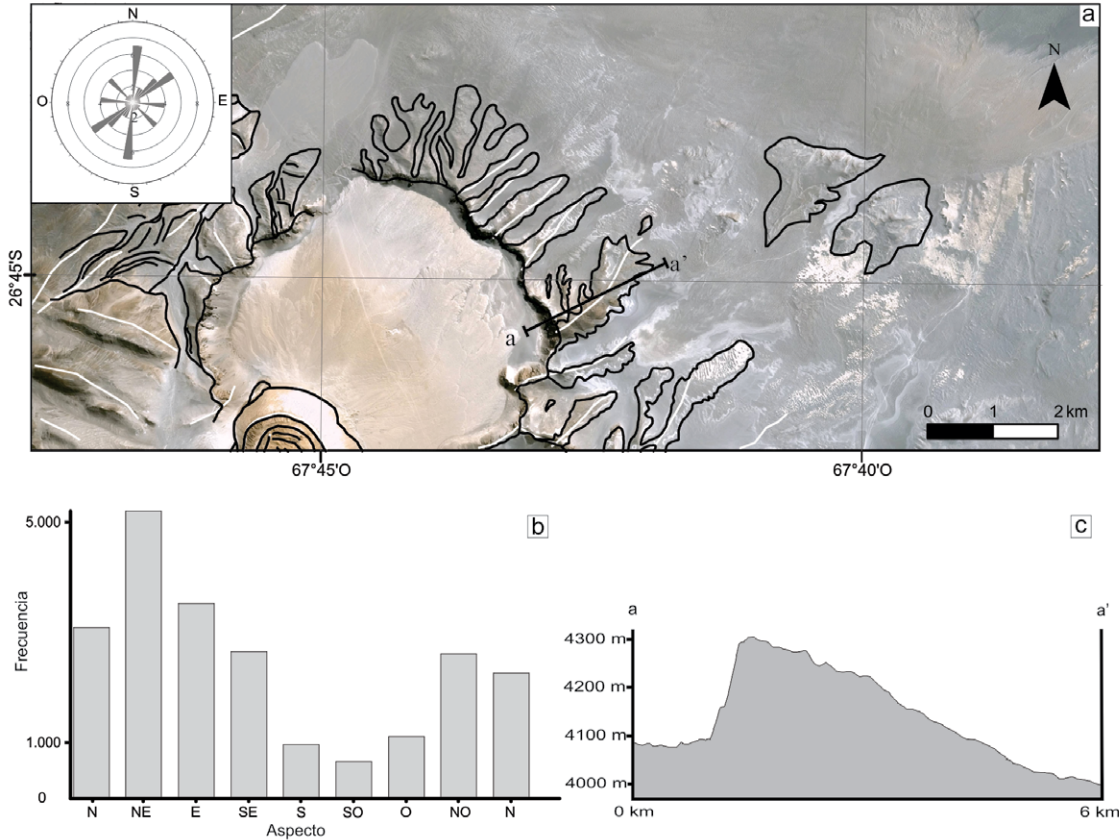 a
N
O
E
2
S
N
a'
a
26°45'S
0 1 2 km
67°45'O
67°40'O
b
5.000
Frecuencia
1.000
0
N NE E SE S SO O NO N
Aspecto
c
a a'
4300 m
4200 m
4100 m
4000 m
0 km 6 km